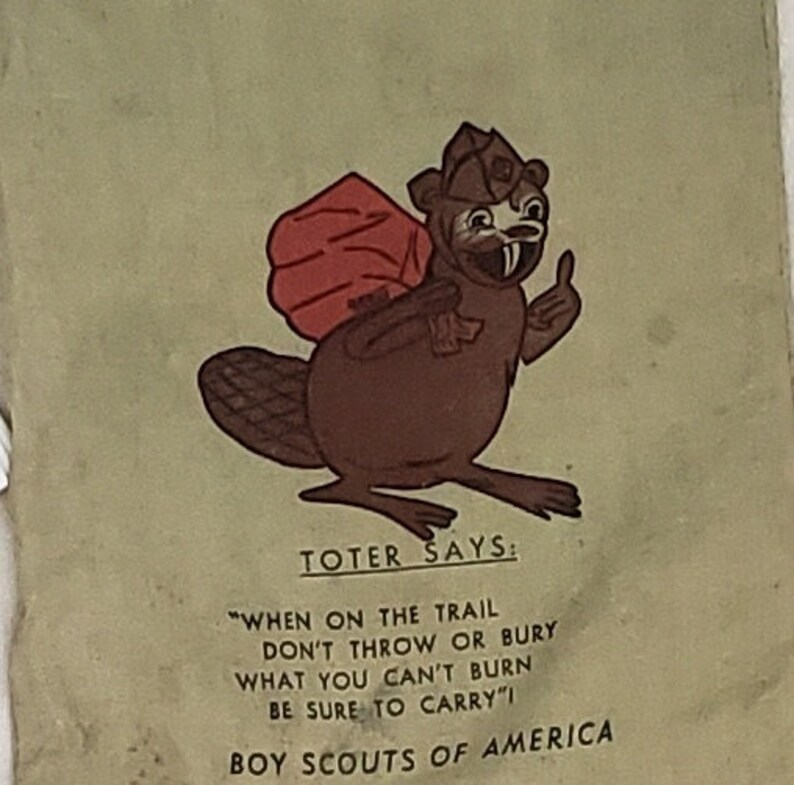 TOTER SAYS:
"WHEN ON THE TRAIL
DON'T THROW OR BURY
WHAT YOU CAN'T BURN
BE SURE TO CARRY"!
BOY SCOUTS OF AMERICA